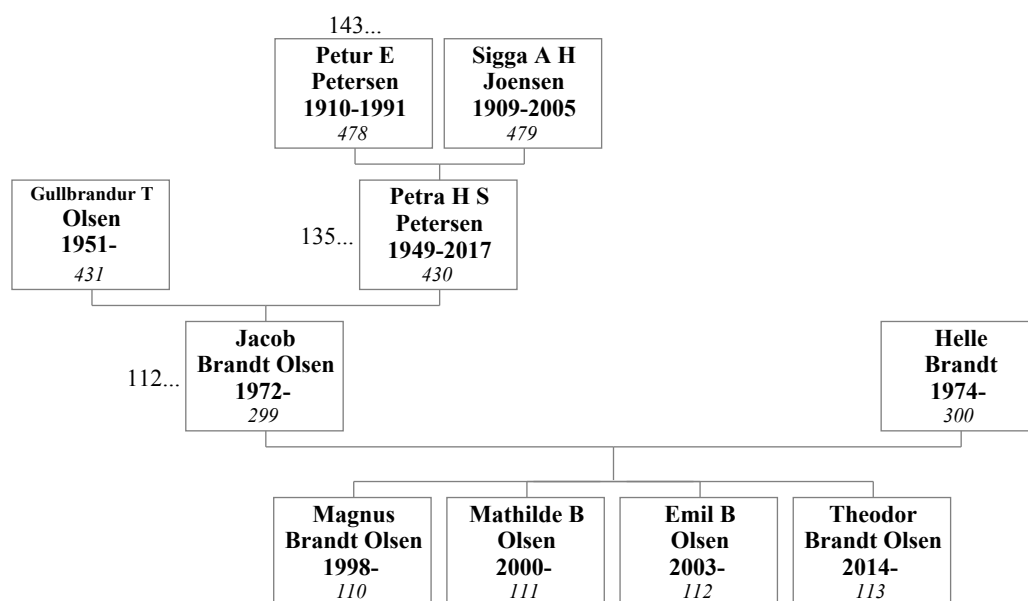 143...
Petur E
Petersen
1910-1991
478
Sigga A H
Joensen
1909-2005
479
Gullbrandur T
Olsen
1951-
431
135...
Petra H S
Petersen
1949-2017
430
112...
Jacob
Brandt Olsen
1972-
299
Helle
Brandt
1974-
300
Magnus
Brandt Olsen
1998-
110
Mathilde B
Olsen
2000-
111
Emil B
Olsen
2003-
112
Theodor
Brandt Olsen
2014-
113